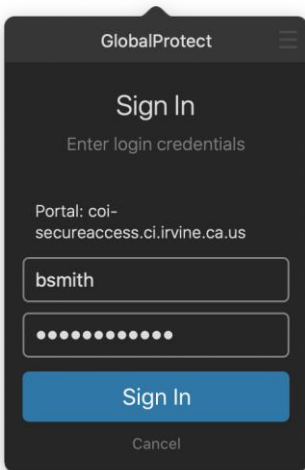 GlobalProtect
Sign In
Enter login credentials
Portal: coi-
secureaccess.ci.irvine.ca.us
bsmith
●●●●●●●●●●●●
Sign In
Cancel